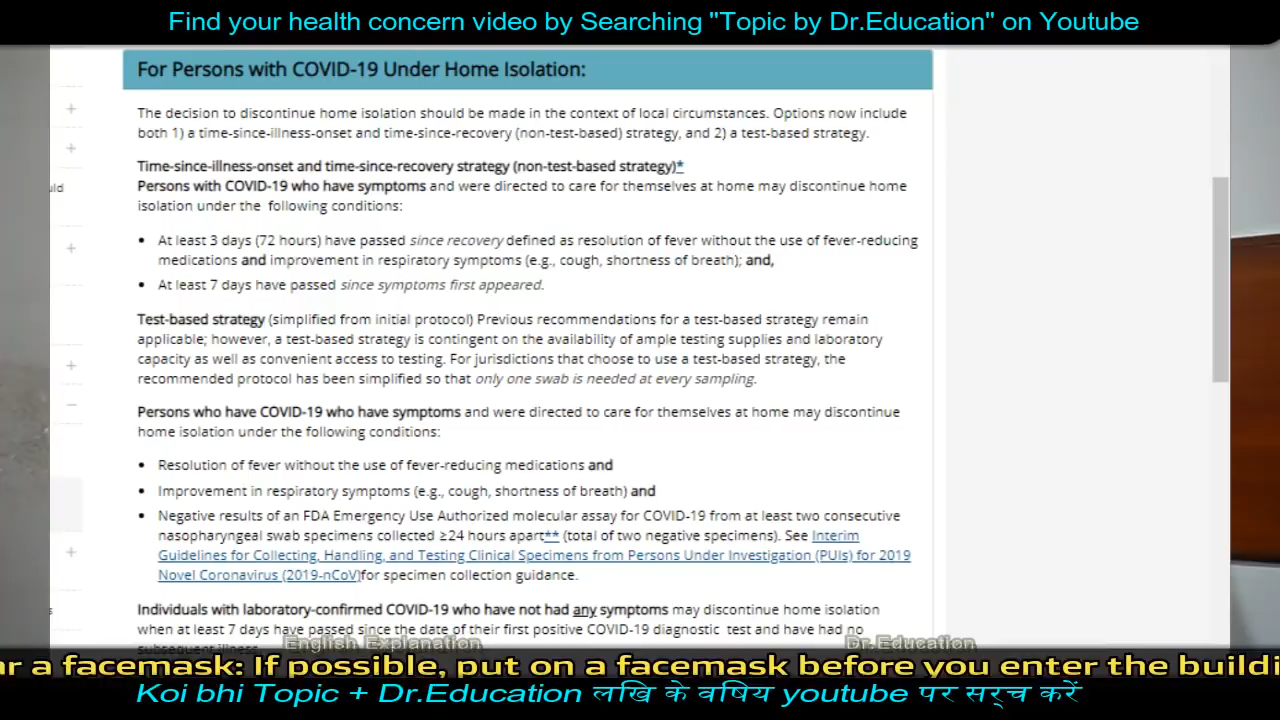 Find your health concern video by Searching "Topic by Dr.Education" on Youtube
For Persons with COVID-19 Under Home Isolation:
The decision to discontinue home isolation should be made in the context of local circumstances. Options now include
both 1) a time-since-illness-onset and time-since-recovery (non-test-based) strategy, and 2) a test-based strategy.
Time-since-illness-onset and time-since-recovery strategy (non-test-based strategy)*
Persons with COVID-19 who have symptoms and were directed to care for themselves at home may discontinue home
isolation under the following conditions:
• At least 3 days (72 hours) have passed since recovery defined as resolution of fever without the use of fever-reducing
medications and improvement in respiratory symptoms (e.g., cough, shortness of breath); and,
• At least 7 days have passed since symptoms first appeared.
Test-based strategy (simplified from initial protocol) Previous recommendations for a test-based strategy remain
applicable; however, a test-based strategy is contingent on the availability of ample testing supplies and laboratory
capacity as well as convenient access to testing. For jurisdictions that choose to use a test-based strategy, the
recommended protocol has been simplified so that only one swab is needed at every sampling.
Persons who have COVID-19 who have symptoms and were directed to care for themselves at home may discontinue
home isolation under the following conditions:
• Resolution of fever without the use of fever-reducing medications and
• Improvement in respiratory symptoms (e.g., cough, shortness of breath) and
• Negative results of an FDA Emergency Use Authorized molecular assay for COVID-19 from at least two consecutive
nasopharyngeal swab specimens collected ≥24 hours apart** (total of two negative specimens). See Interim
Guidelines for Collecting, Handling, and Testing Clinical Specimens from Persons Under Investigation (PUIs) for 2019
Novel Coronavirus (2019-nCoV)for specimen collection guidance.
Individuals with laboratory-confirmed COVID-19 who have not had any symptoms may discontinue home isolation
when at least 7 days have passed since the date of their first positive COVID-19 diagnostic test and have had no
subsequent illness.
English Explanation
Dr.Education
ar a facemask: If possible, put on a facemask before you enter the buildi
Koi bhi Topic + Dr.Education लिख के विषय youtube पर सर्च करें